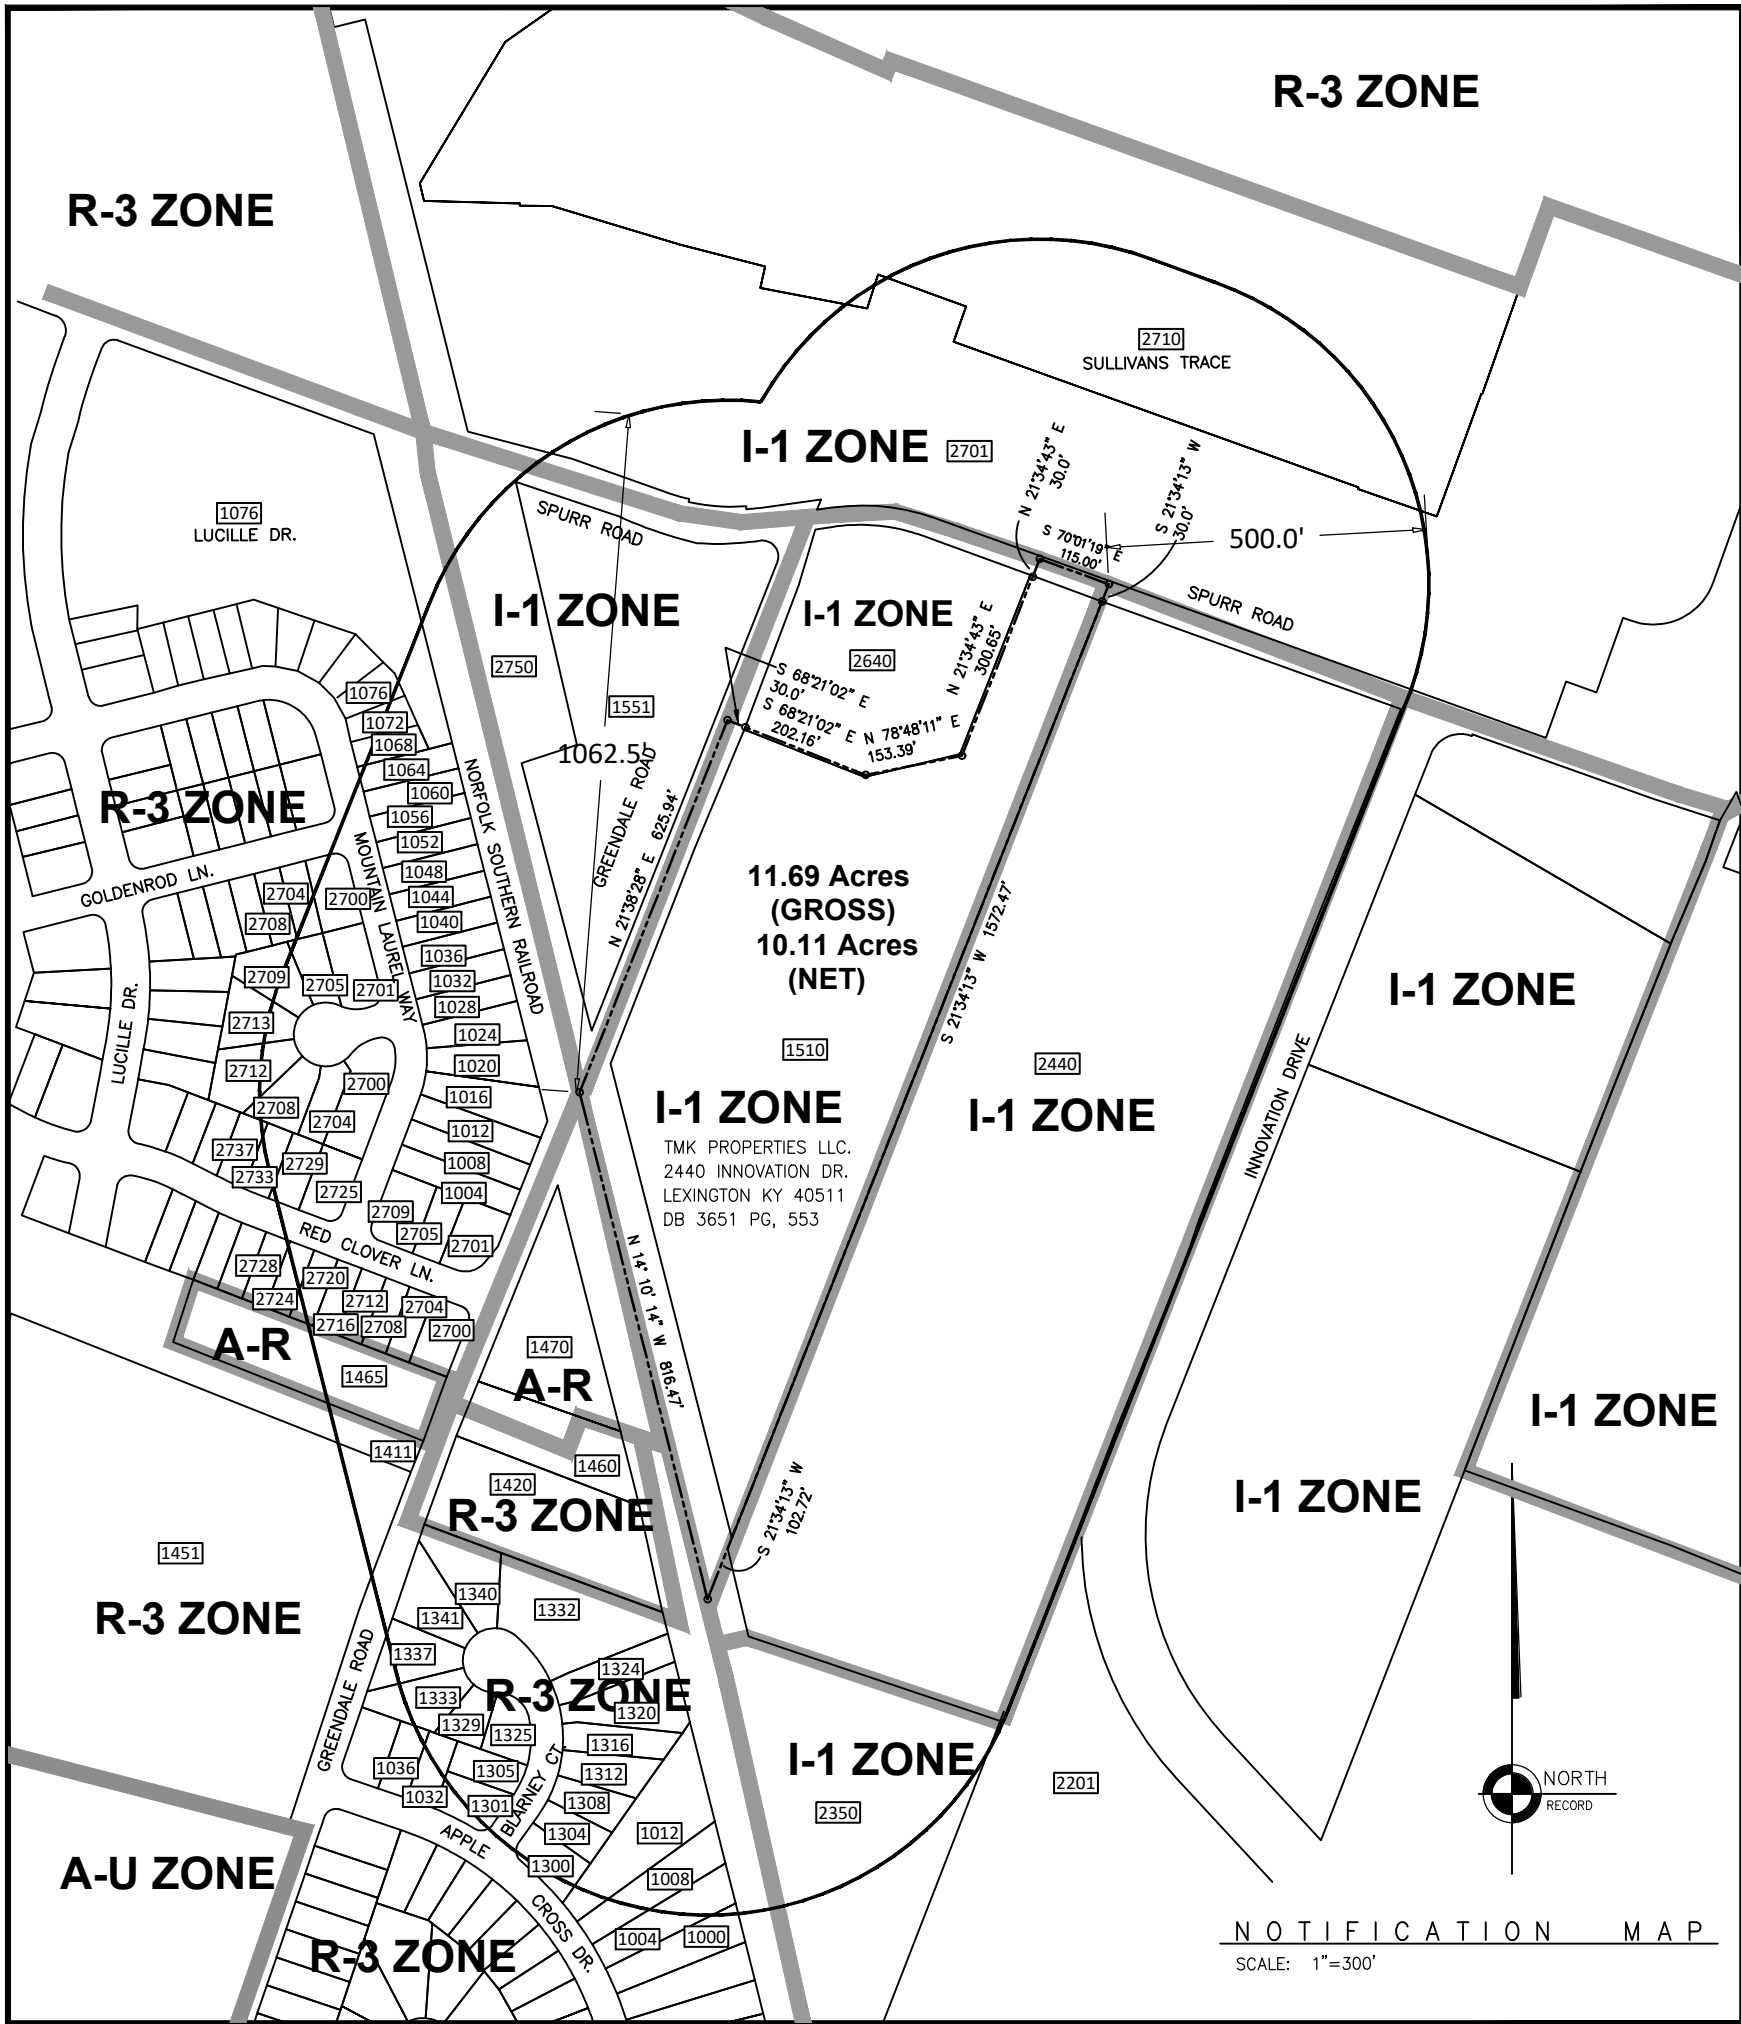 R-3 ZONE
R-3 ZONE
2710
SULLIVANS TRACE
I-1 ZONE
2701
N 21°34'43" E
30.0'
S 21°34'13" W
30.0'
S 70°01'19" E
115.00'
500.0'
1076
LUCILLE DR.
SPURR ROAD
SPURR ROAD
I-1 ZONE
I-1 ZONE
2750
2640
1551
N 21°34'43" E
300.65'
S 68°21'02" E
30.0'
S 68°21'02" E
202.16'
N 78°48'11" E
153.39'
1062.5'
GREENDALE ROAD
N 21°38'28" E 625.94'
1076
1072
1068
1064
1060
1056
1052
1048
1044
1040
1036
1032
1028
1024
1020
1016
1012
1008
1004
R-3 ZONE
NORFOLK SOUTHERN RAILROAD
MOUNTAIN LAUREL WAY
GOLDENROD LN.
2704
2700
2708
2709
2705
2701
2713
2712
2700
2708
2704
2737
2729
2733
2725
2709
2705
2701
LUCILLE DR.
RED CLOVER LN.
2728
2720
2724
2712
2704
2716
2708
2700
11.69 Acres
(GROSS)
10.11 Acres
(NET)
S 21°34'13" W 1572.47'
1510
I-1 ZONE
TMK PROPERTIES LLC.
2440 INNOVATION DR.
LEXINGTON KY 40511
DB 3651 PG, 553
2440
I-1 ZONE
INNOVATION DRIVE
I-1 ZONE
I-1 ZONE
I-1 ZONE
N 14° 10' 14" W 816.47'
A-R
1465
1470
A-R
1411
1460
1420
R-3 ZONE
S 21°34'13" W
102.72'
1451
R-3 ZONE
1340
1332
1341
1337
1324
R-3 ZONE
1333
1320
1329
1325
1316
GREENDALE ROAD
1036
1305
1312
1032
1301
1308
BLARNEY CT.
1304
1012
1300
1008
1004
1000
APPLE
CROSS DR.
I-1 ZONE
2350
2201
A-U ZONE
R-3 ZONE
NORTH
RECORD
NOTIFICATION MAP
SCALE: 1"=300'